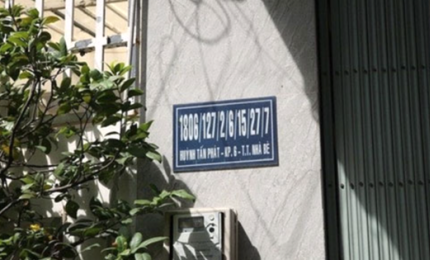 1806/127/2/6/15/27/7
HUỲNH TẤN PHÁT - KP. 6 - T.T. NHÀ BÈ